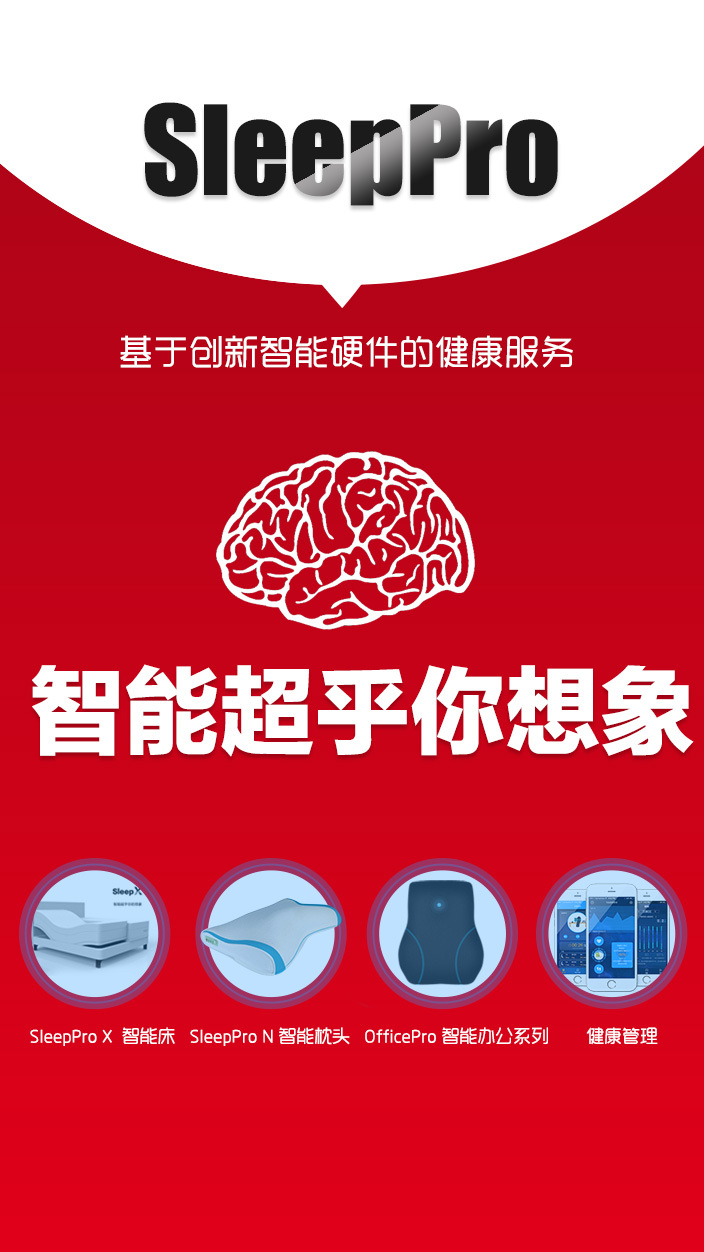 SleepPro
基于创新智能硬件的健康服务
智能超乎你想象
SleepX
SleepPro X 智能床
SleepPro N 智能枕头
OfficePro 智能办公系列
健康管理